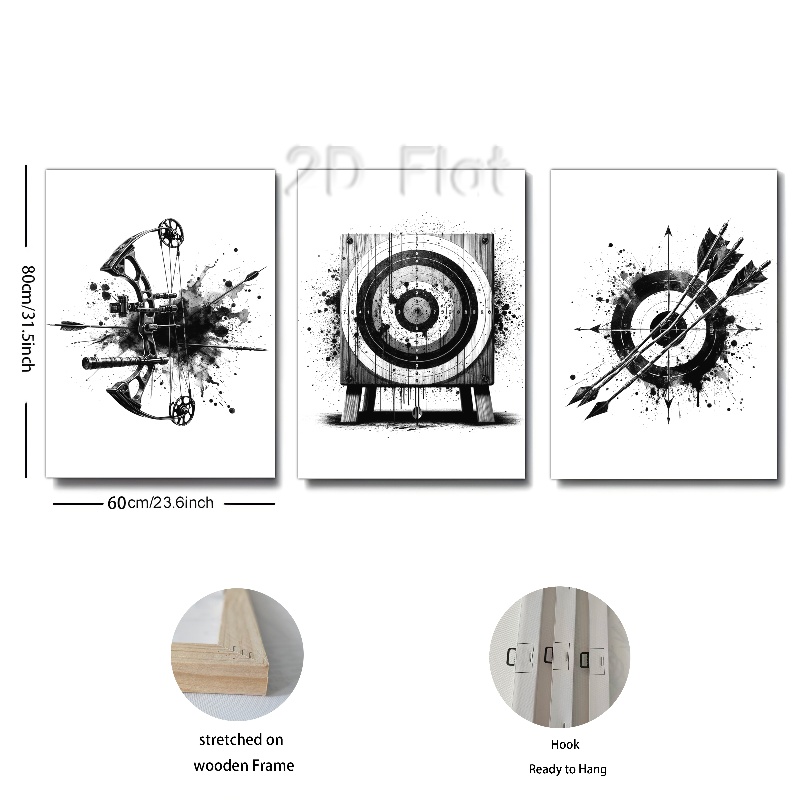 2D Flat
80cm/31.5inch
60cm/23.6inch
stretched on
wooden Frame
Hook
Ready to Hang